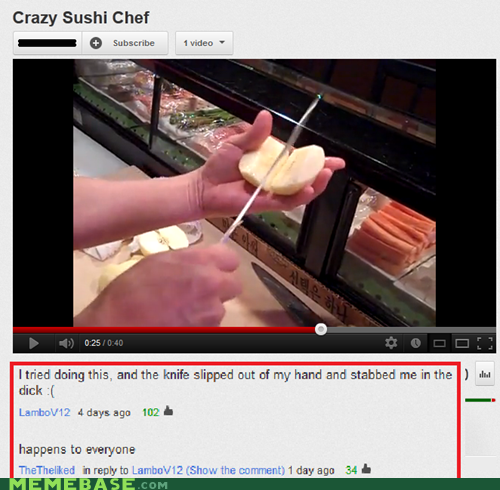 Crazy Sushi Chef
Subscribe
1 video
0:25 / 0:40
I tried doing this, and the knife slipped out of my hand and stabbed me in the
dick :{
)
LamboV12 4 days ago 102
happens to everyone
TheTheliked in reply to LamboV12 (Show the comment) 1 day ago 34
MEMEBASE.COM